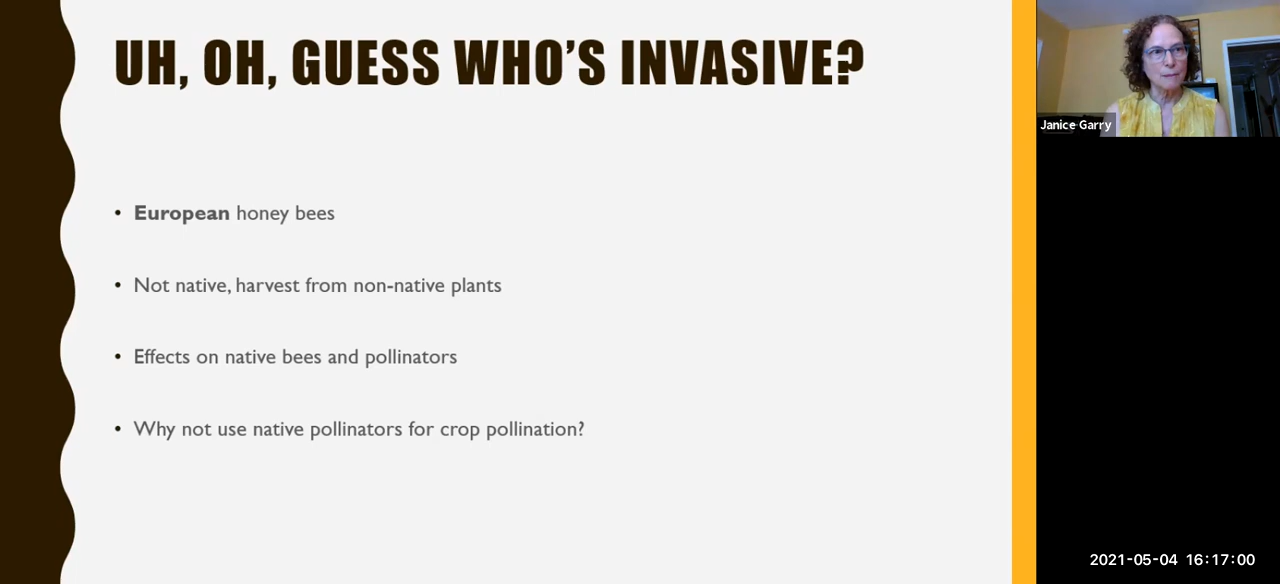 UH, OH, GUESS WHO’S INVASIVE?
• European honey bees
• Not native, harvest from non-native plants
• Effects on native bees and pollinators
• Why not use native pollinators for crop pollination?
Janice Garry
2021-05-04 16:17:00